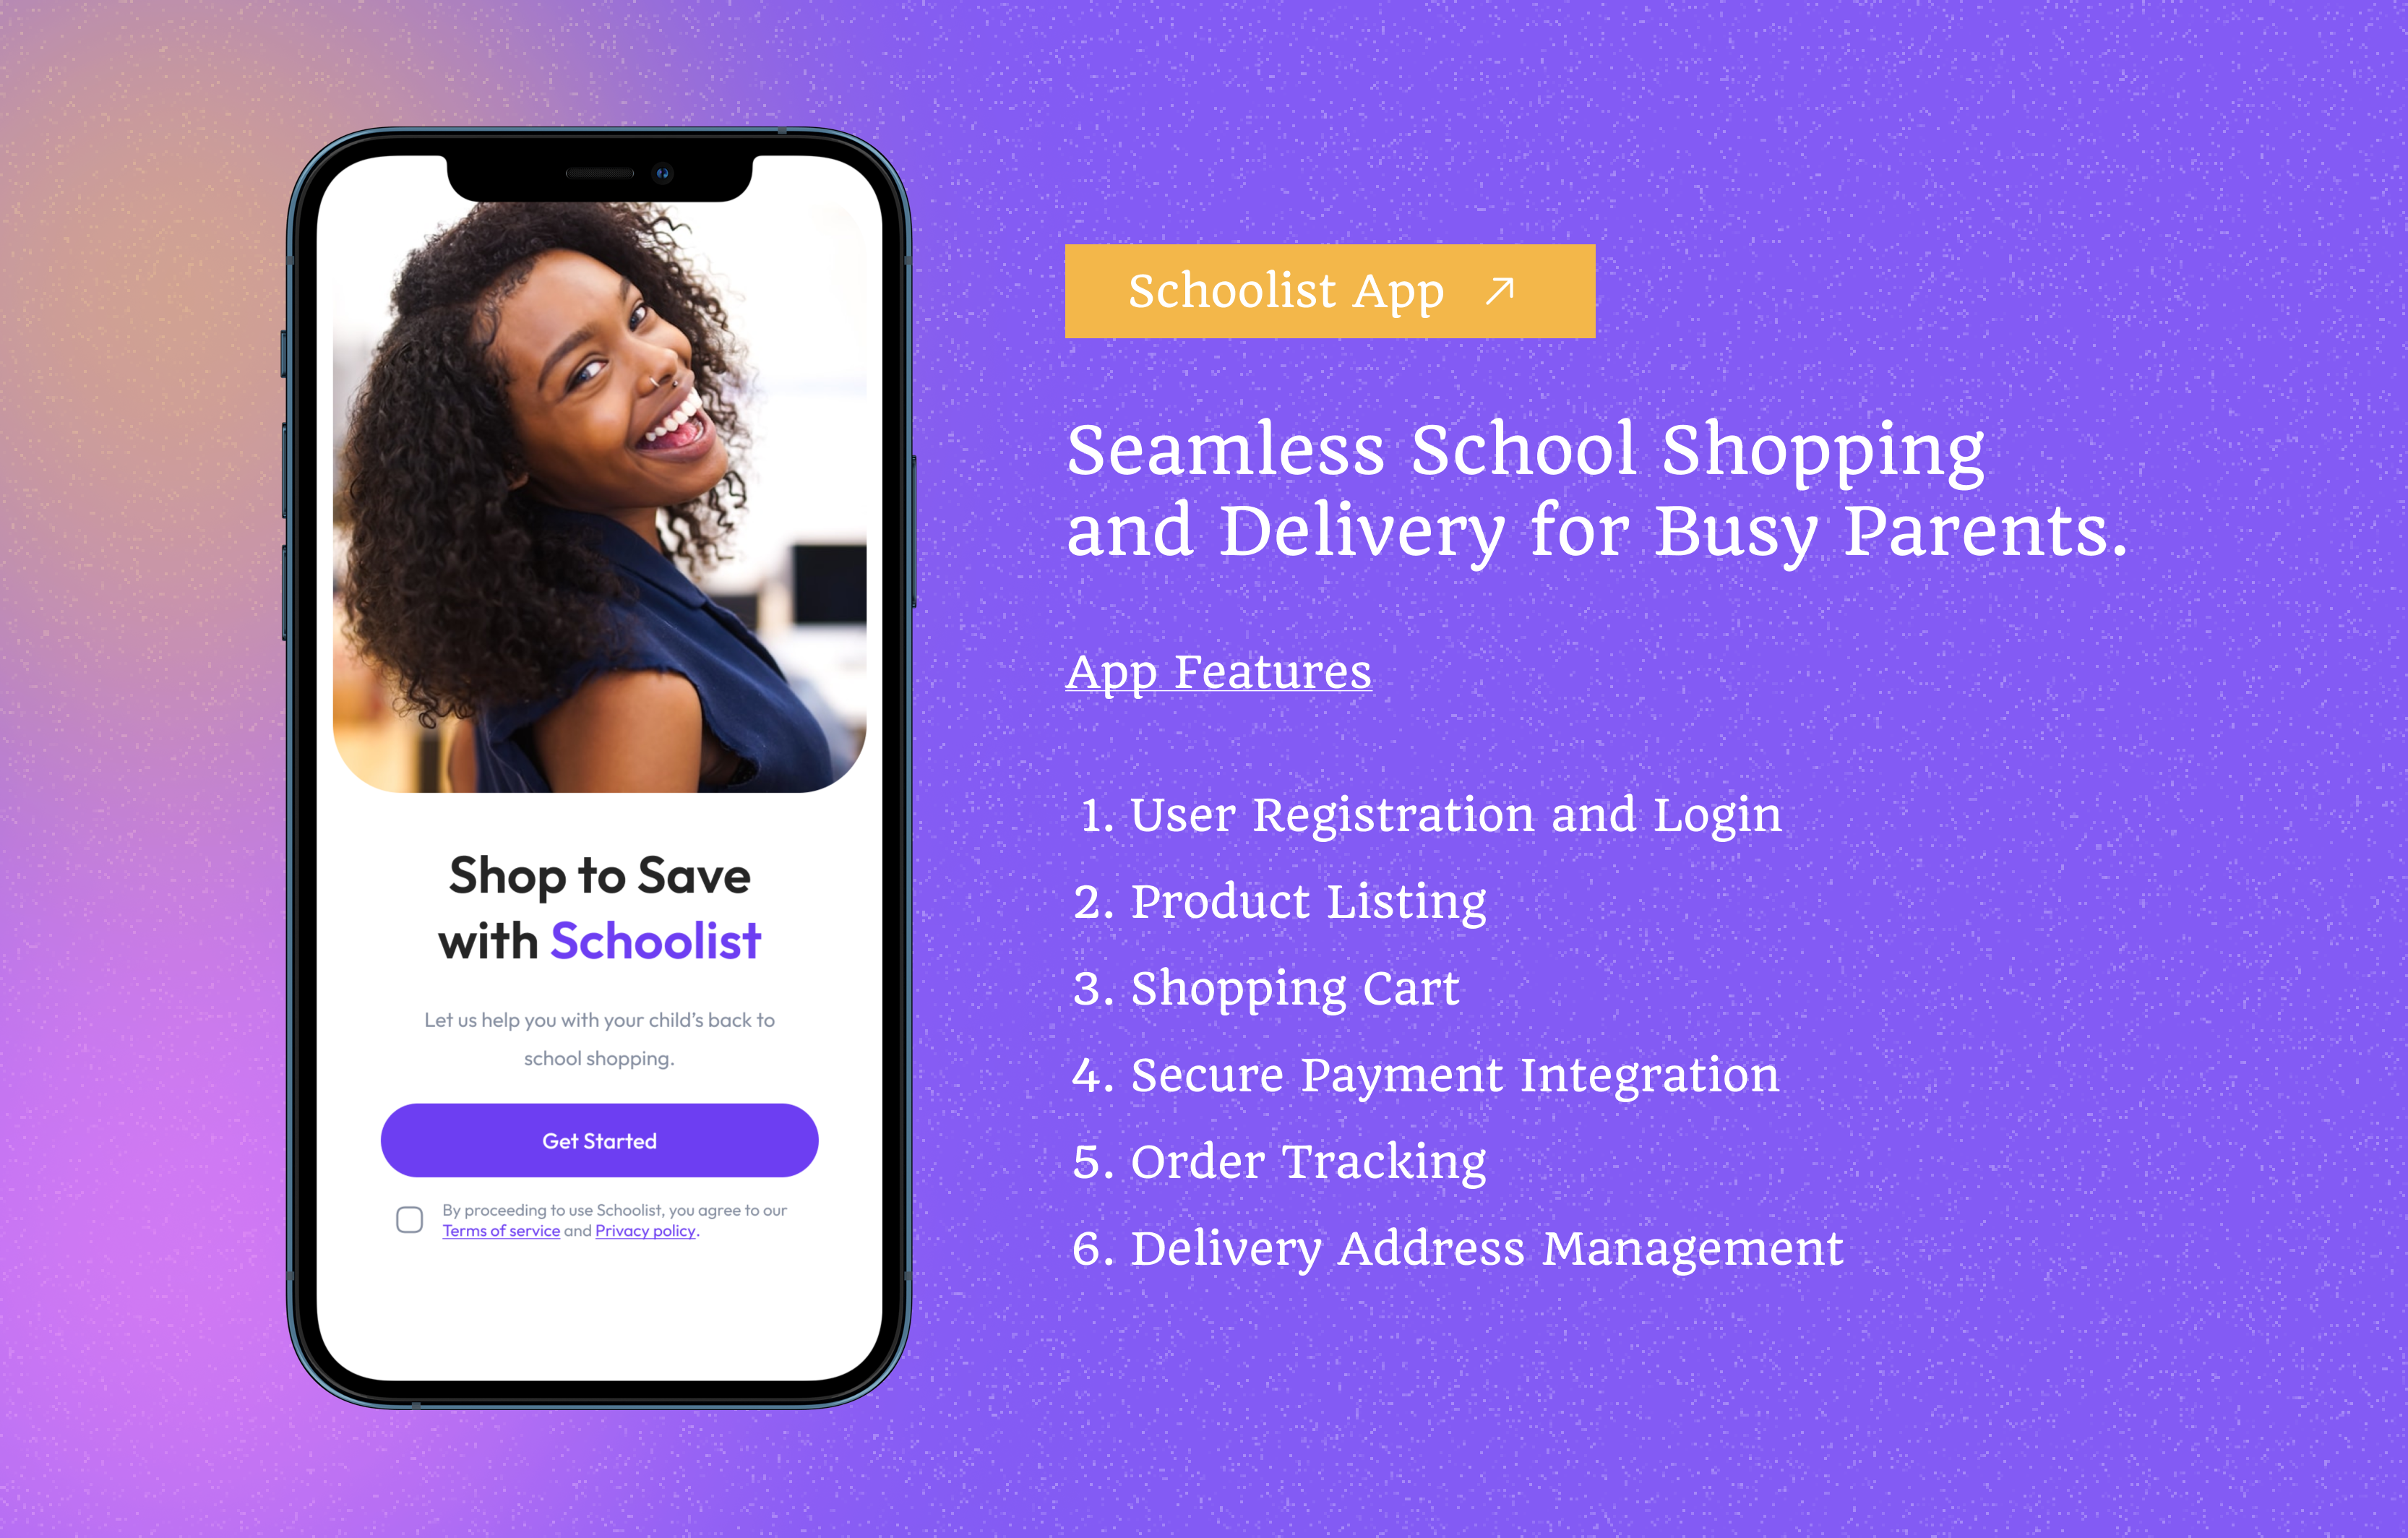 Shop to Save
with Schoolist
Let us help you with your child’s back to
school shopping.
Get Started
By proceeding to use Schoolist, you agree to our
Terms of service and Privacy policy.
Schoolist App
Seamless School Shopping
and Delivery for Busy Parents.
App Features
1. User Registration and Login
2. Product Listing
3. Shopping Cart
4. Secure Payment Integration
5. Order Tracking
6. Delivery Address Management